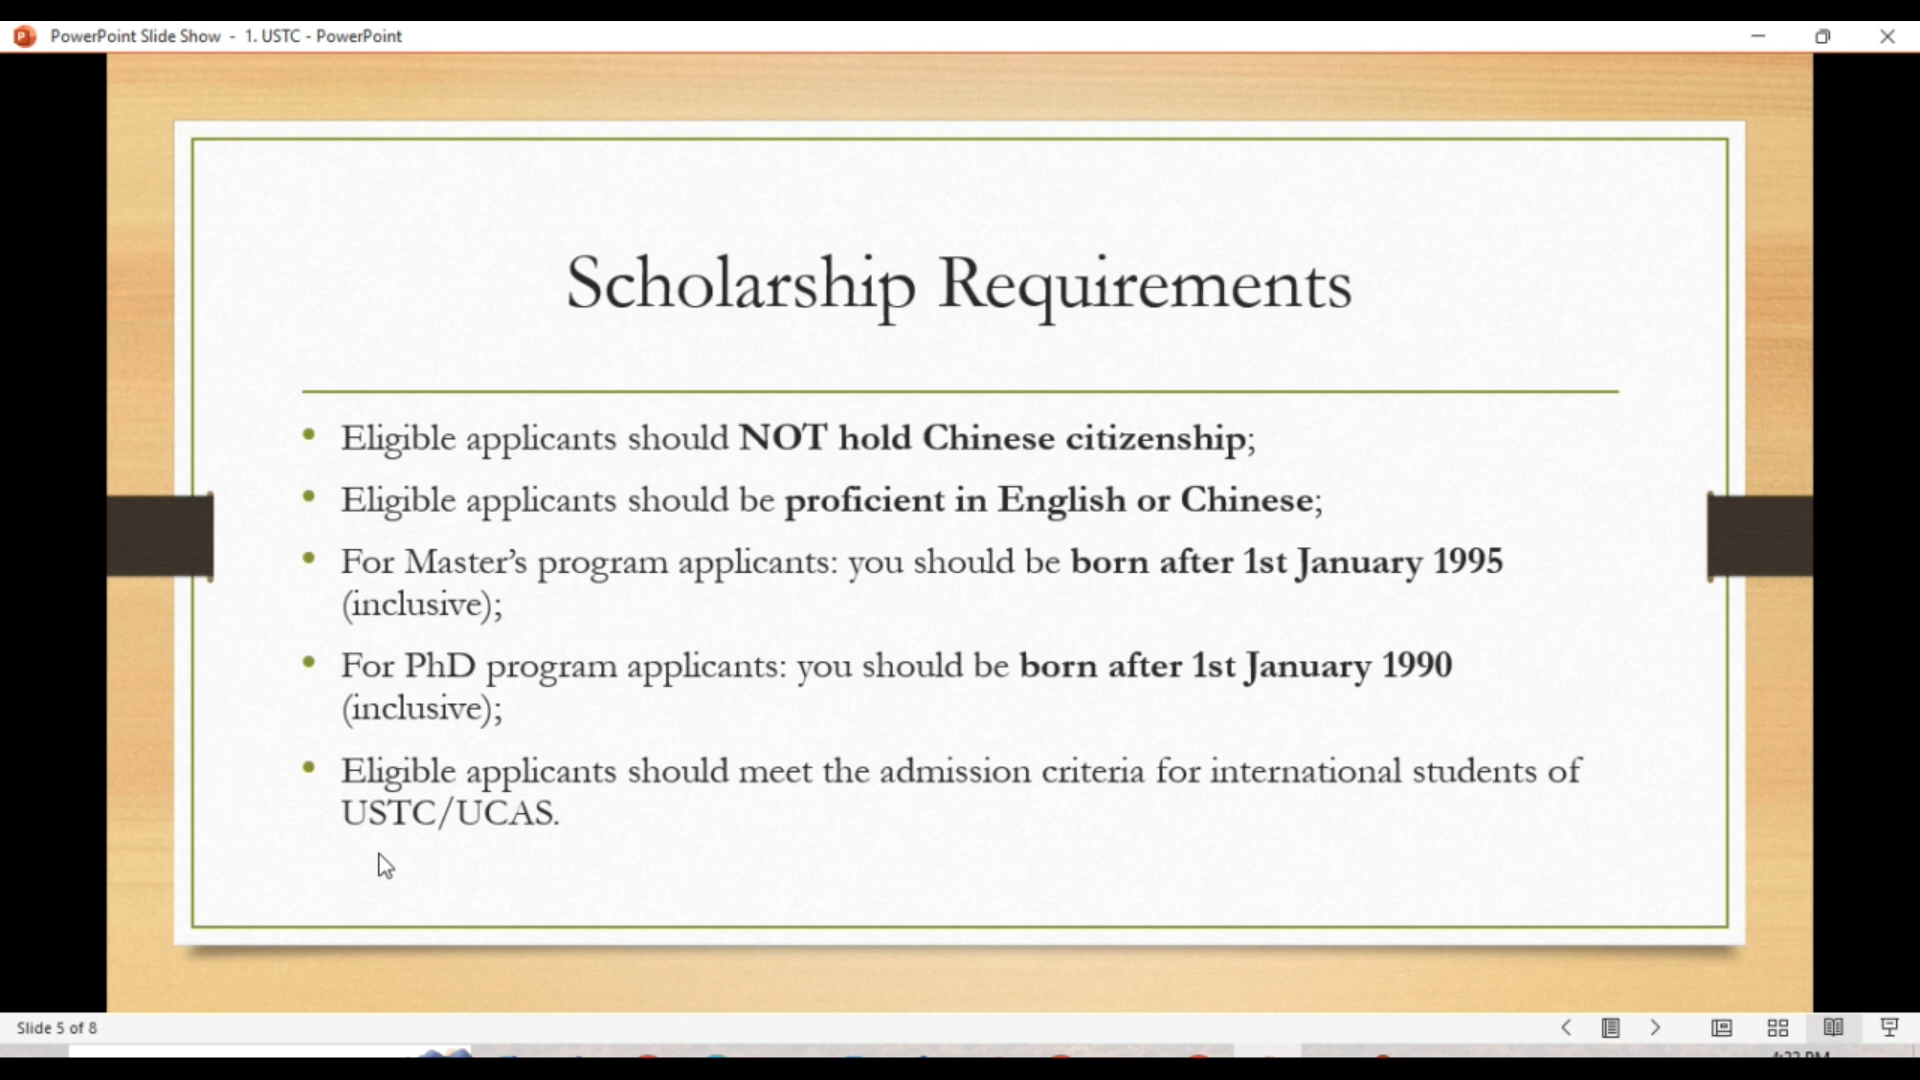 PowerPoint Slide Show - 1. USTC - PowerPoint
Scholarship Requirements
• Eligible applicants should NOT hold Chinese citizenship;
• Eligible applicants should be proficient in English or Chinese;
• For Master’s program applicants: you should be born after 1st January 1995
(inclusive);
• For PhD program applicants: you should be born after 1st January 1990
(inclusive);
• Eligible applicants should meet the admission criteria for international students of
USTC/UCAS.
Slide 5 of 8